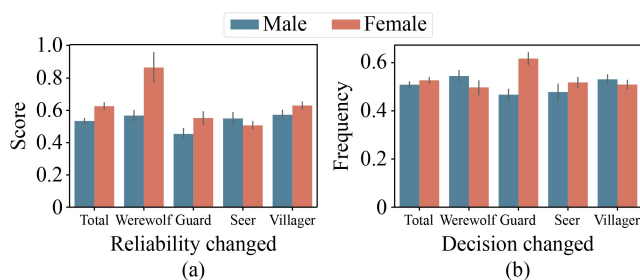 Male Female
1.0
0.8
0.6
0.4
0.2
0
Score
Total Werewolf Guard Seer Villager
Reliability changed
(a)
0.6
0.4
0.2
0
Frequency
Total Werewolf Guard Seer Villager
Decision changed
(b)